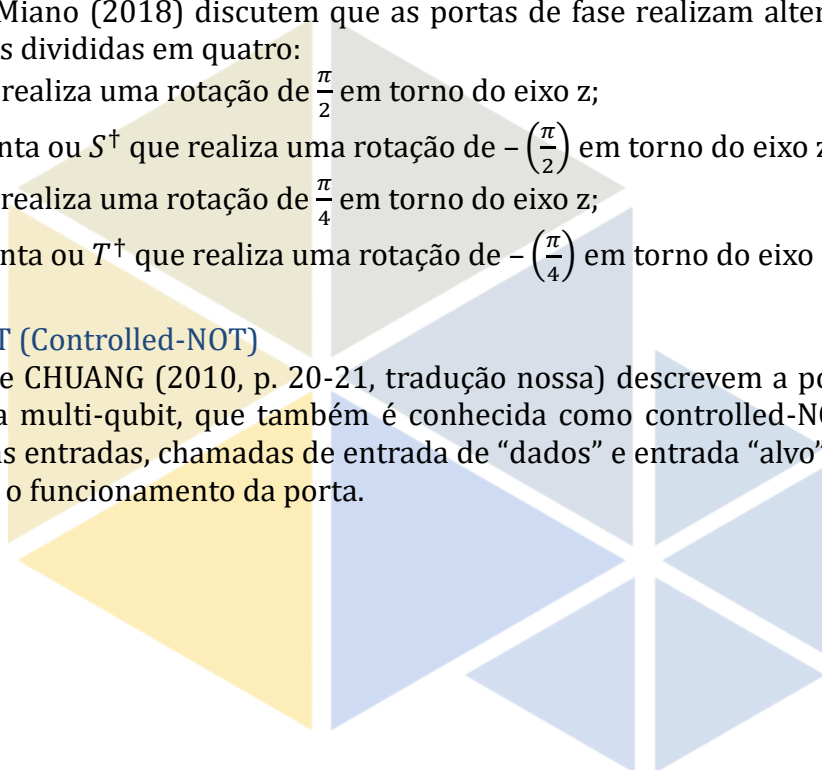 Miano (2018) discutem que as portas de fase realizam alter
s divididas em quatro:
realiza uma rotação de π/2 em torno do eixo z;
nta ou S† que realiza uma rotação de – (π/2) em torno do eixo z
realiza uma rotação de π/4 em torno do eixo z;
nta ou T† que realiza uma rotação de – (π/4) em torno do eixo
T (Controlled-NOT)
e CHUANG (2010, p. 20-21, tradução nossa) descrevem a po
a multi-qubit, que também é conhecida como controlled-NO
as entradas, chamadas de entrada de “dados” e entrada “alvo”
o funcionamento da porta.